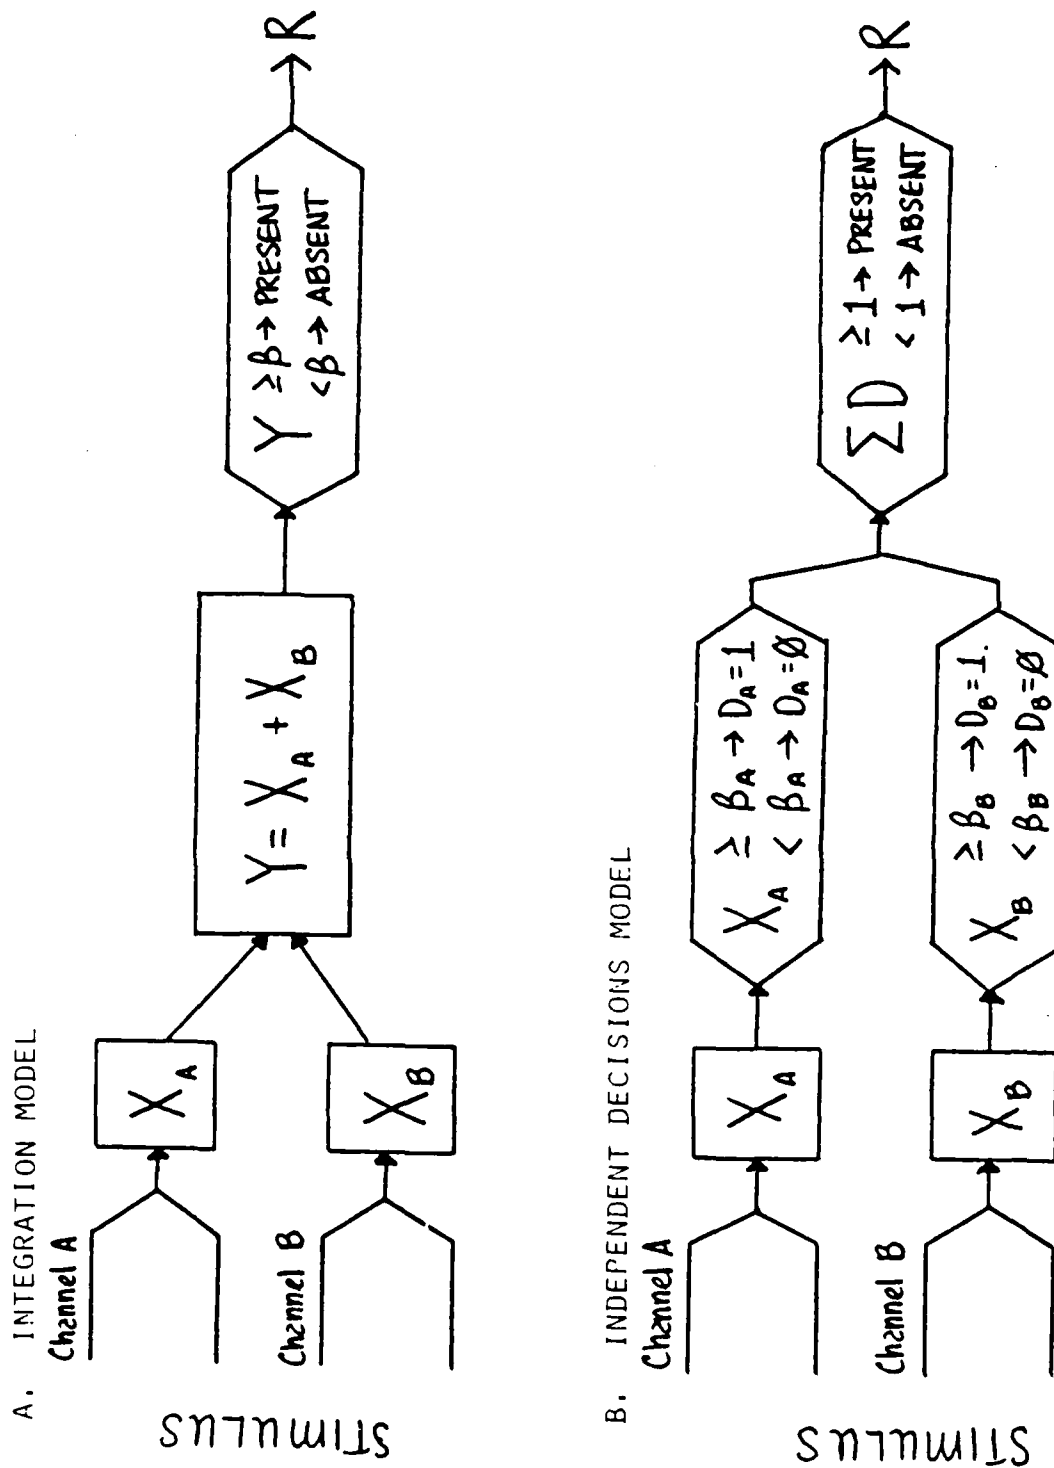 A. INTEGRATION MODEL
STIMULUS
Channel A
X_A
Channel B
X_B
Y = X_A + X_B
Y ≥ β → PRESENT
< β → ABSENT
R
B. INDEPENDENT DECISIONS MODEL
STIMULUS
Channel A
X_A
X_A ≥ β_A → D_A = 1
< β_A → D_A = Ø
Channel B
X_B
X_B ≥ β_B → D_B = 1.
< β_B → D_B = Ø
ΣD ≥ 1 → PRESENT
< 1 → ABSENT
R